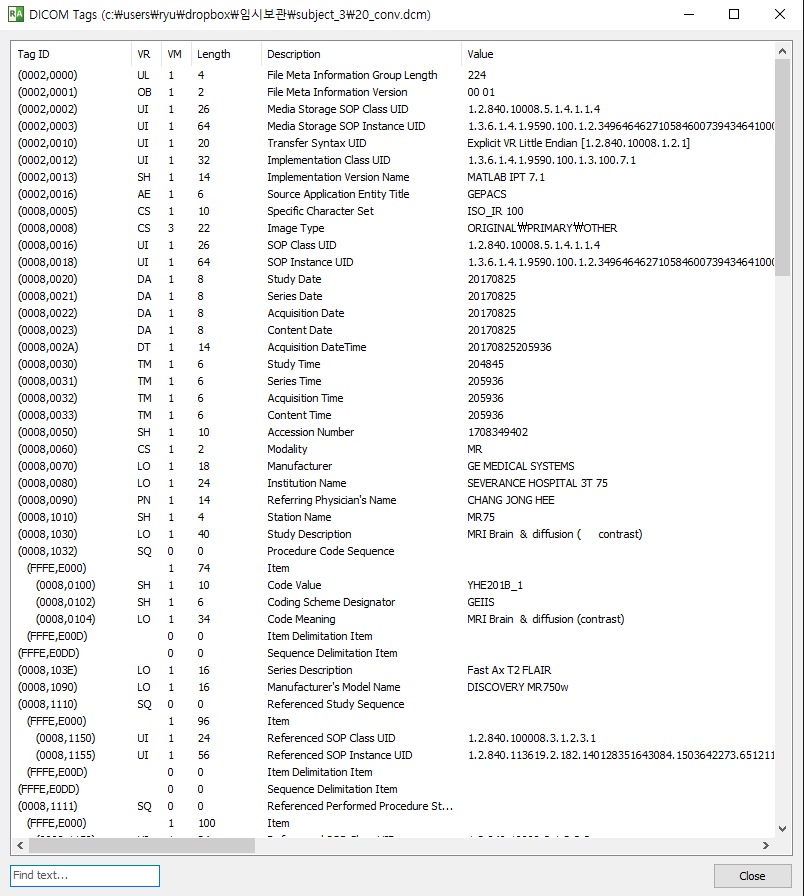 DICOM Tags (c:₩users₩ryu₩dropbox₩임시보관₩subject_3₩20_conv.dcm)
Tag ID VR VM Length Description Value
(0002,0000) UL 1 4 File Meta Information Group Length 224
(0002,0001) OB 1 2 File Meta Information Version 00 01
(0002,0002) UI 1 26 Media Storage SOP Class UID 1.2.840.10008.5.1.4.1.1.4
(0002,0003) UI 1 64 Media Storage SOP Instance UID 1.3.6.1.4.1.9590.100.1.2.349646462710584600739434641000
(0002,0010) UI 1 20 Transfer Syntax UID Explicit VR Little Endian [1.2.840.10008.1.2.1]
(0002,0012) UI 1 32 Implementation Class UID 1.3.6.1.4.1.9590.100.1.3.100.7.1
(0002,0013) SH 1 14 Implementation Version Name MATLAB IPT 7.1
(0002,0016) AE 1 6 Source Application Entity Title GEPACS
(0008,0005) CS 1 10 Specific Character Set ISO_IR 100
(0008,0008) CS 3 22 Image Type ORIGINAL₩PRIMARY₩OTHER
(0008,0016) UI 1 26 SOP Class UID 1.2.840.10008.5.1.4.1.1.4
(0008,0018) UI 1 64 SOP Instance UID 1.3.6.1.4.1.9590.100.1.2.349646462710584600739434641000
(0008,0020) DA 1 8 Study Date 20170825
(0008,0021) DA 1 8 Series Date 20170825
(0008,0022) DA 1 8 Acquisition Date 20170825
(0008,0023) DA 1 8 Content Date 20170825
(0008,002A) DT 1 14 Acquisition DateTime 20170825205936
(0008,0030) TM 1 6 Study Time 204845
(0008,0031) TM 1 6 Series Time 205936
(0008,0032) TM 1 6 Acquisition Time 205936
(0008,0033) TM 1 6 Content Time 205936
(0008,0050) SH 1 10 Accession Number 1708349402
(0008,0060) CS 1 2 Modality MR
(0008,0070) LO 1 18 Manufacturer GE MEDICAL SYSTEMS
(0008,0080) LO 1 24 Institution Name SEVERANCE HOSPITAL 3T 75
(0008,0090) PN 1 14 Referring Physician's Name CHANG JONG HEE
(0008,1010) SH 1 4 Station Name MR75
(0008,1030) LO 1 40 Study Description MRI Brain & diffusion ( contrast)
(0008,1032) SQ 0 0 Procedure Code Sequence
(FFFE,E000) 1 74 Item
(0008,0100) SH 1 10 Code Value YHE201B_1
(0008,0102) SH 1 6 Coding Scheme Designator GEIIS
(0008,0104) LO 1 34 Code Meaning MRI Brain & diffusion (contrast)
(FFFE,E00D) 0 0 Item Delimitation Item
(FFFE,E0DD) 0 0 Sequence Delimitation Item
(0008,103E) LO 1 16 Series Description Fast Ax T2 FLAIR
(0008,1090) LO 1 16 Manufacturer's Model Name DISCOVERY MR750w
(0008,1110) SQ 0 0 Referenced Study Sequence
(FFFE,E000) 1 96 Item
(0008,1150) UI 1 24 Referenced SOP Class UID 1.2.840.100008.3.1.2.3.1
(0008,1155) UI 1 56 Referenced SOP Instance UID 1.2.840.113619.2.182.140128351643084.1503642273.651211
(FFFE,E00D) 0 0 Item Delimitation Item
(FFFE,E0DD) 0 0 Sequence Delimitation Item
(0008,1111) SQ 0 0 Referenced Performed Procedure St...
(FFFE,E000) 1 100 Item
Find text...
Close